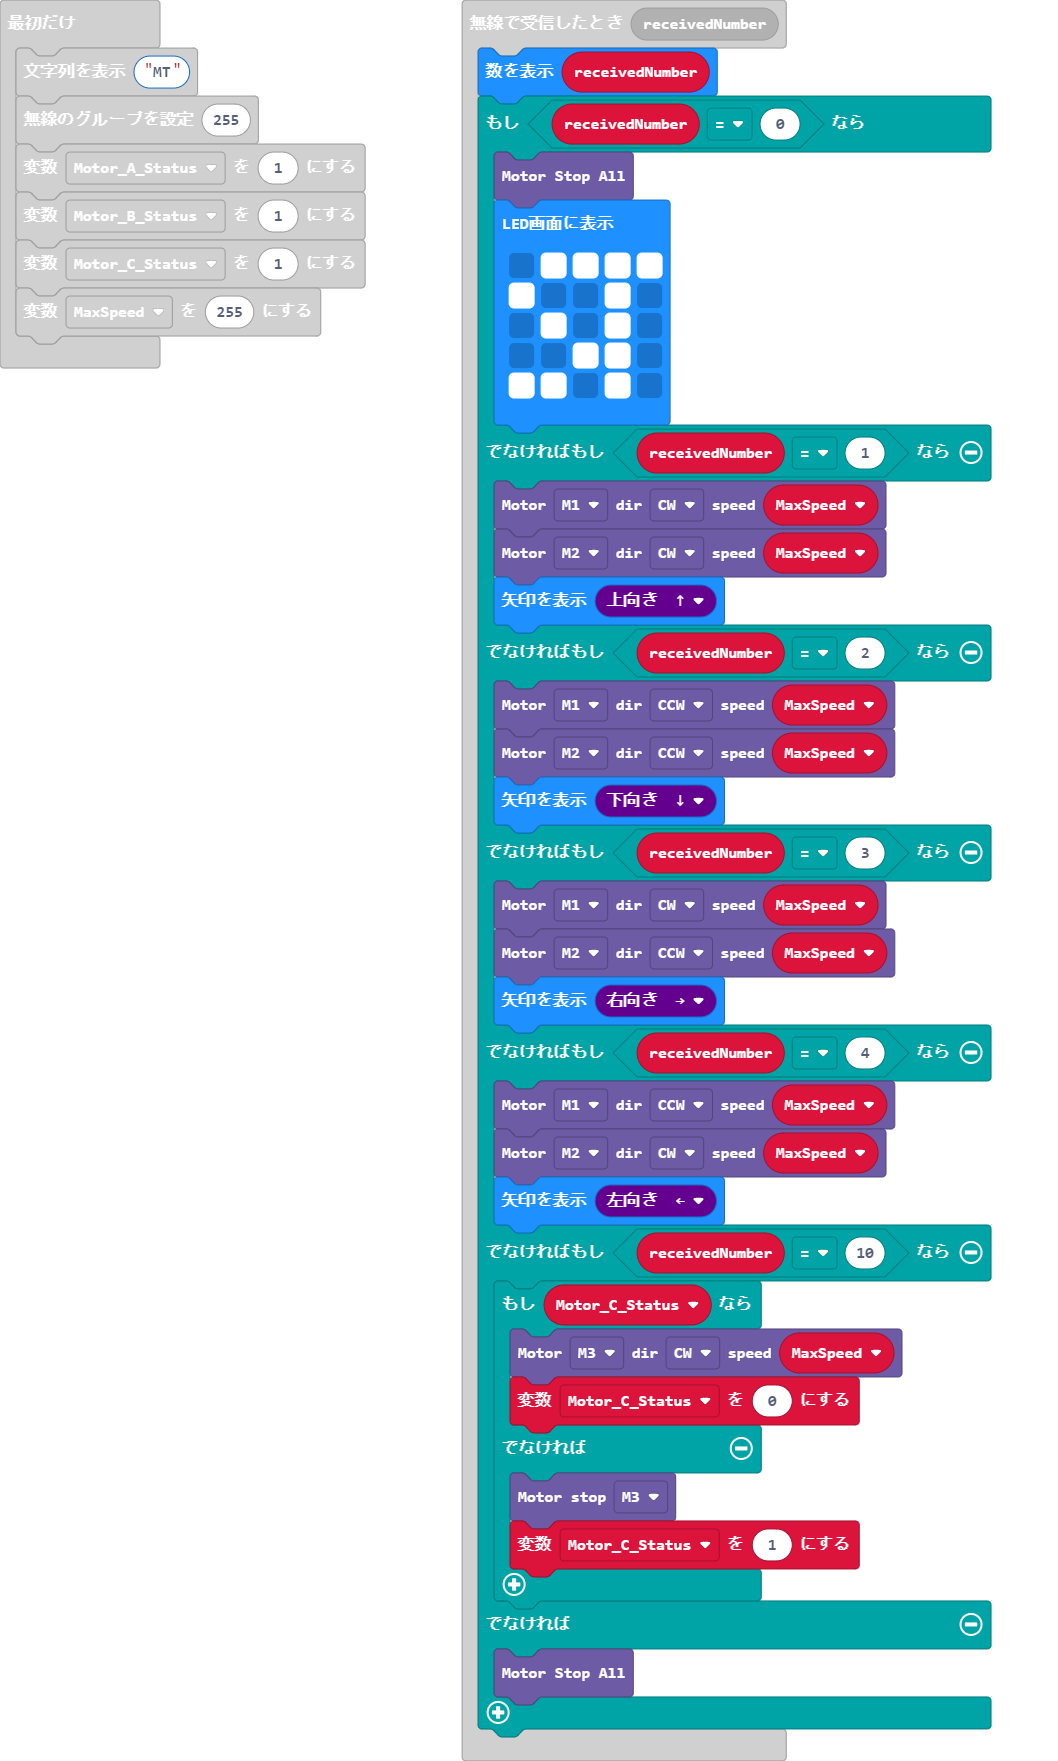 最初だけ
文字列を表示 "MT"
無線のグループを設定 255
変数 Motor_A_Status を 1 にする
変数 Motor_B_Status を 1 にする
変数 Motor_C_Status を 1 にする
変数 MaxSpeed を 255 にする
無線で受信したとき receivedNumber
数を表示 receivedNumber
もし receivedNumber = 0 なら
Motor Stop All
LED画面に表示
でなければもし receivedNumber = 1 なら
Motor M1 dir CW speed MaxSpeed
Motor M2 dir CW speed MaxSpeed
矢印を表示 上向き ↑
でなければもし receivedNumber = 2 なら
Motor M1 dir CCW speed MaxSpeed
Motor M2 dir CCW speed MaxSpeed
矢印を表示 下向き ↓
でなければもし receivedNumber = 3 なら
Motor M1 dir CW speed MaxSpeed
Motor M2 dir CCW speed MaxSpeed
矢印を表示 右向き →
でなければもし receivedNumber = 4 なら
Motor M1 dir CCW speed MaxSpeed
Motor M2 dir CW speed MaxSpeed
矢印を表示 左向き ←
でなければもし receivedNumber = 10 なら
もし Motor_C_Status なら
Motor M3 dir CW speed MaxSpeed
変数 Motor_C_Status を 0 にする
でなければ
Motor stop M3
変数 Motor_C_Status を 1 にする
でなければ
Motor Stop All